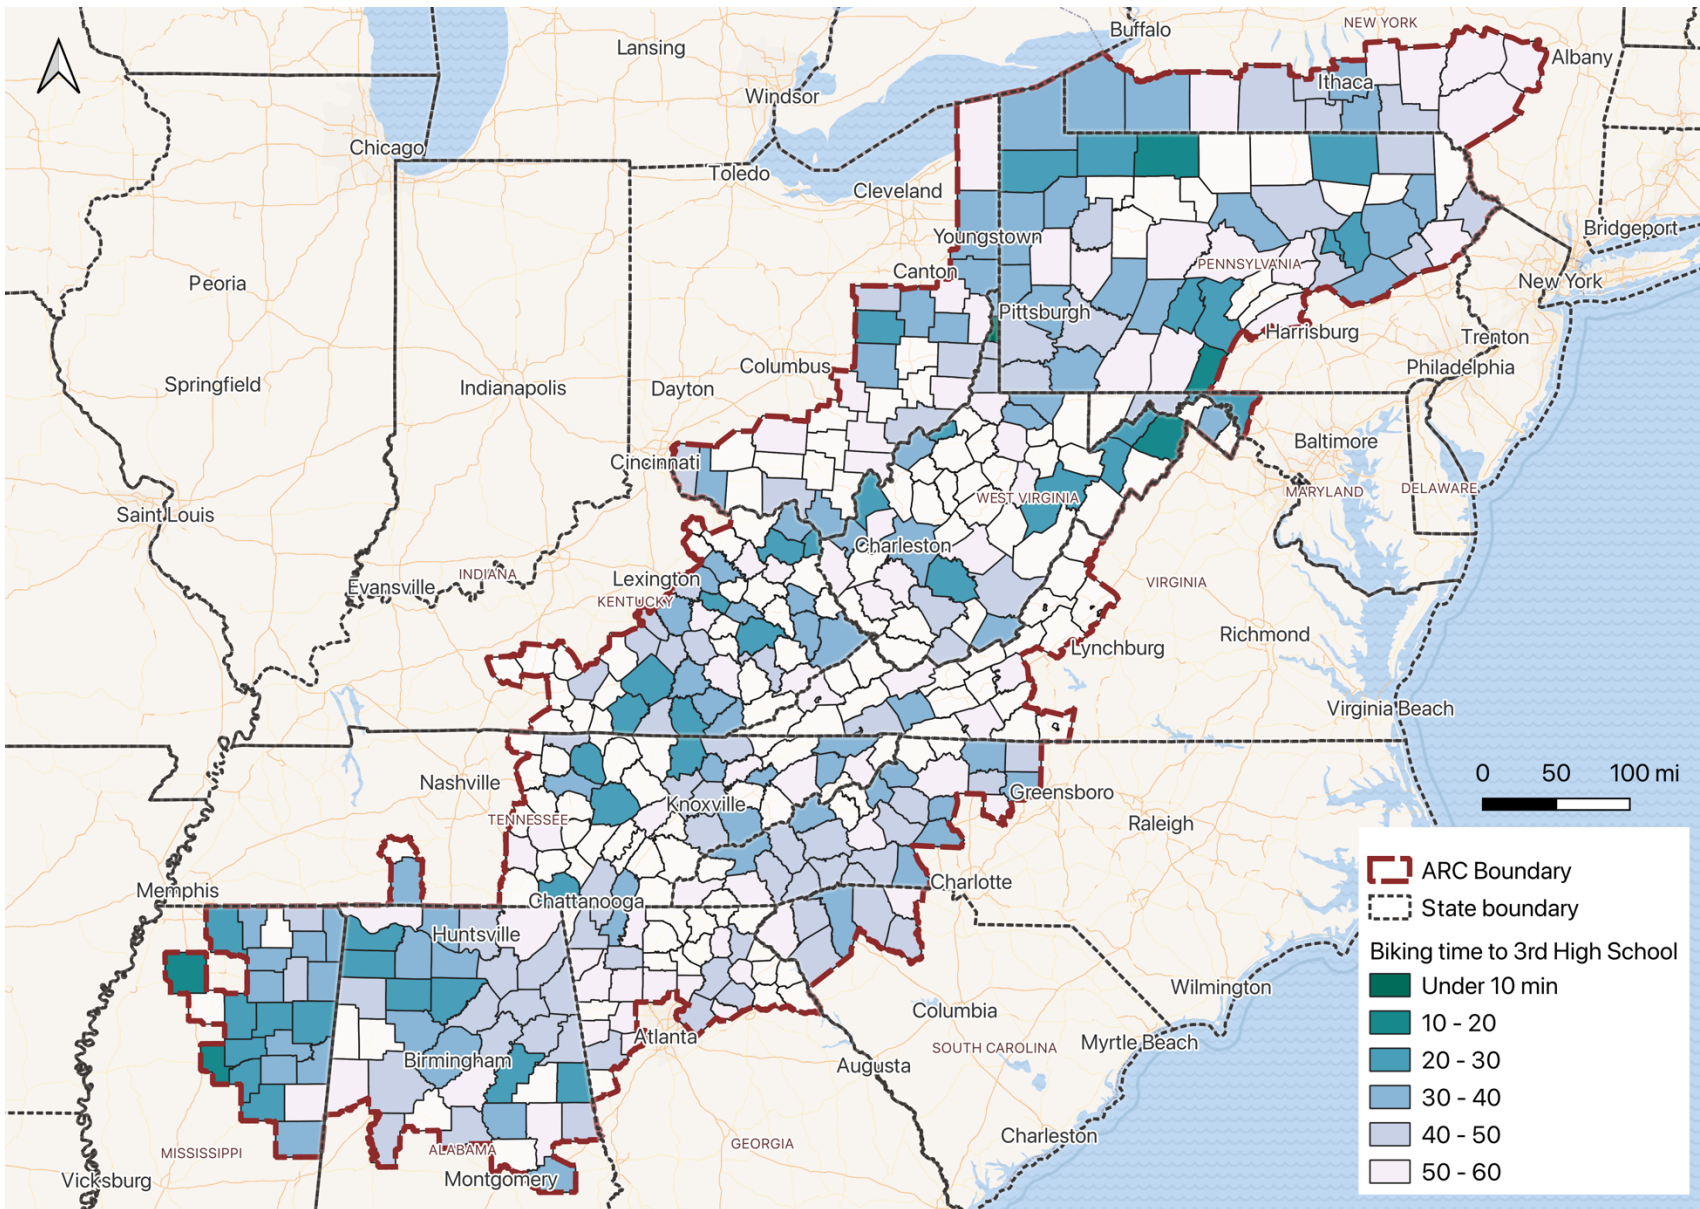 NEW YORK
Buffalo
Albany
Lansing
Ithaca
Windsor
Chicago
Toledo
Cleveland
Bridgeport
Youngstown
PENNSYLVANIA
Canton
New York
Peoria
Pittsburgh
Harrisburg
Trenton
Columbus
Philadelphia
Springfield
Indianapolis
Dayton
Baltimore
Cincinnati
WEST VIRGINIA
MARYLAND
DELAWARE
Saint Louis
Charleston
INDIANA
Lexington
VIRGINIA
Evansville
KENTUCKY
Richmond
Lynchburg
Virginia Beach
Nashville
Greensboro
Knoxville
TENNESSEE
Raleigh
Memphis
Charlotte
Chattanooga
Huntsville
Wilmington
Columbia
Atlanta
SOUTH CAROLINA
Myrtle Beach
Birmingham
Augusta
Charleston
GEORGIA
ALABAMA
MISSISSIPPI
Vicksburg
Montgomery
0 50 100 mi
ARC Boundary
State boundary
Biking time to 3rd High School
Under 10 min
10 - 20
20 - 30
30 - 40
40 - 50
50 - 60